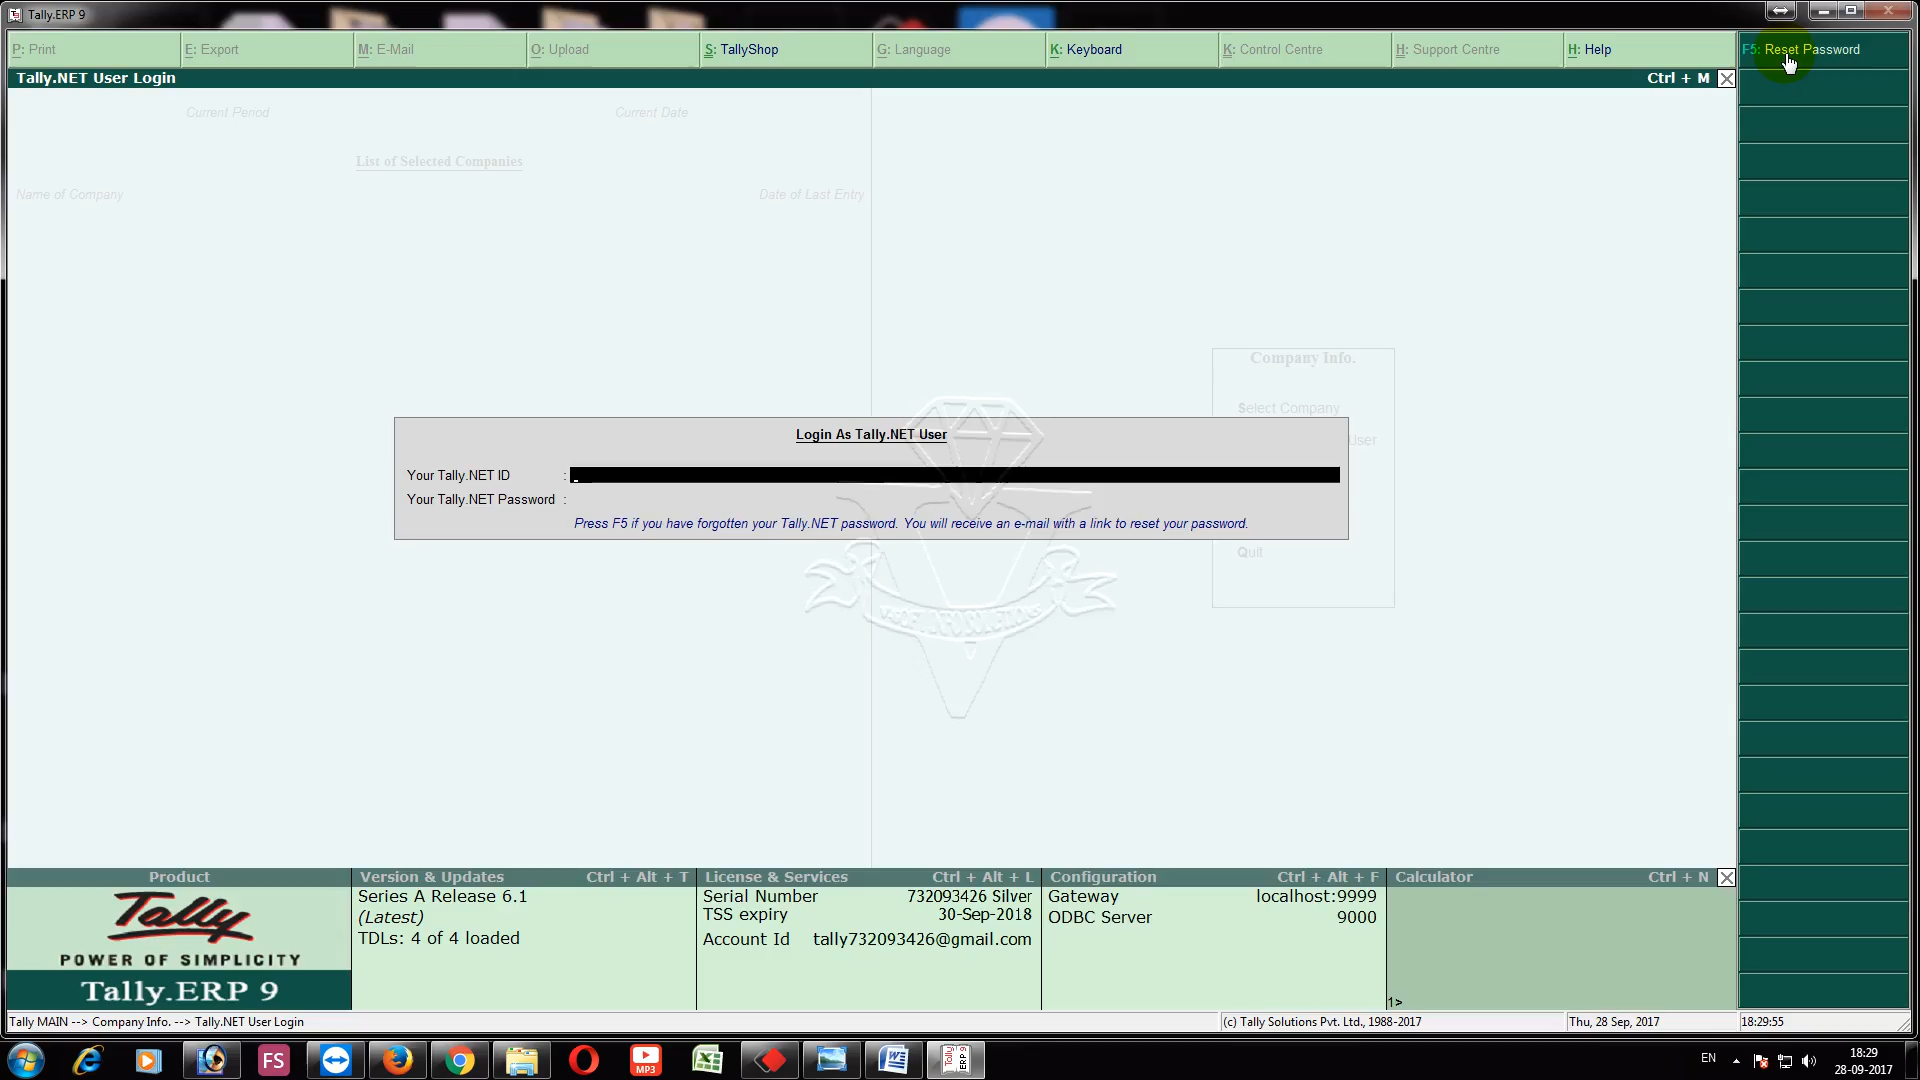 Tally.ERP 9
P: Print
E: Export
M: E-Mail
O: Upload
S: TallyShop
G: Language
K: Keyboard
K: Control Centre
H: Support Centre
H: Help
F5: Reset Password
Tally.NET User Login
Ctrl + M
Current Period
Current Date
List of Selected Companies
Name of Company
Date of Last Entry
Company Info.
Select Company
User
Quit
Login As Tally.NET User
Your Tally.NET ID :
Your Tally.NET Password :
Press F5 if you have forgotten your Tally.NET password. You will receive an e-mail with a link to reset your password.
Product
Tally
POWER OF SIMPLICITY
Tally.ERP 9
Version & Updates Ctrl + Alt + T
Series A Release 6.1
(Latest)
TDLs: 4 of 4 loaded
License & Services Ctrl + Alt + L
Serial Number 732093426 Silver
TSS expiry 30-Sep-2018
Account Id tally732093426@gmail.com
Configuration Ctrl + Alt + F
Gateway localhost:9999
ODBC Server 9000
Calculator Ctrl + N
1>
Tally MAIN --> Company Info. --> Tally.NET User Login
(c) Tally Solutions Pvt. Ltd., 1988-2017
Thu, 28 Sep, 2017
18:29:55
FS
MP3
Tally
ERP 9
EN
18:29
28-09-2017